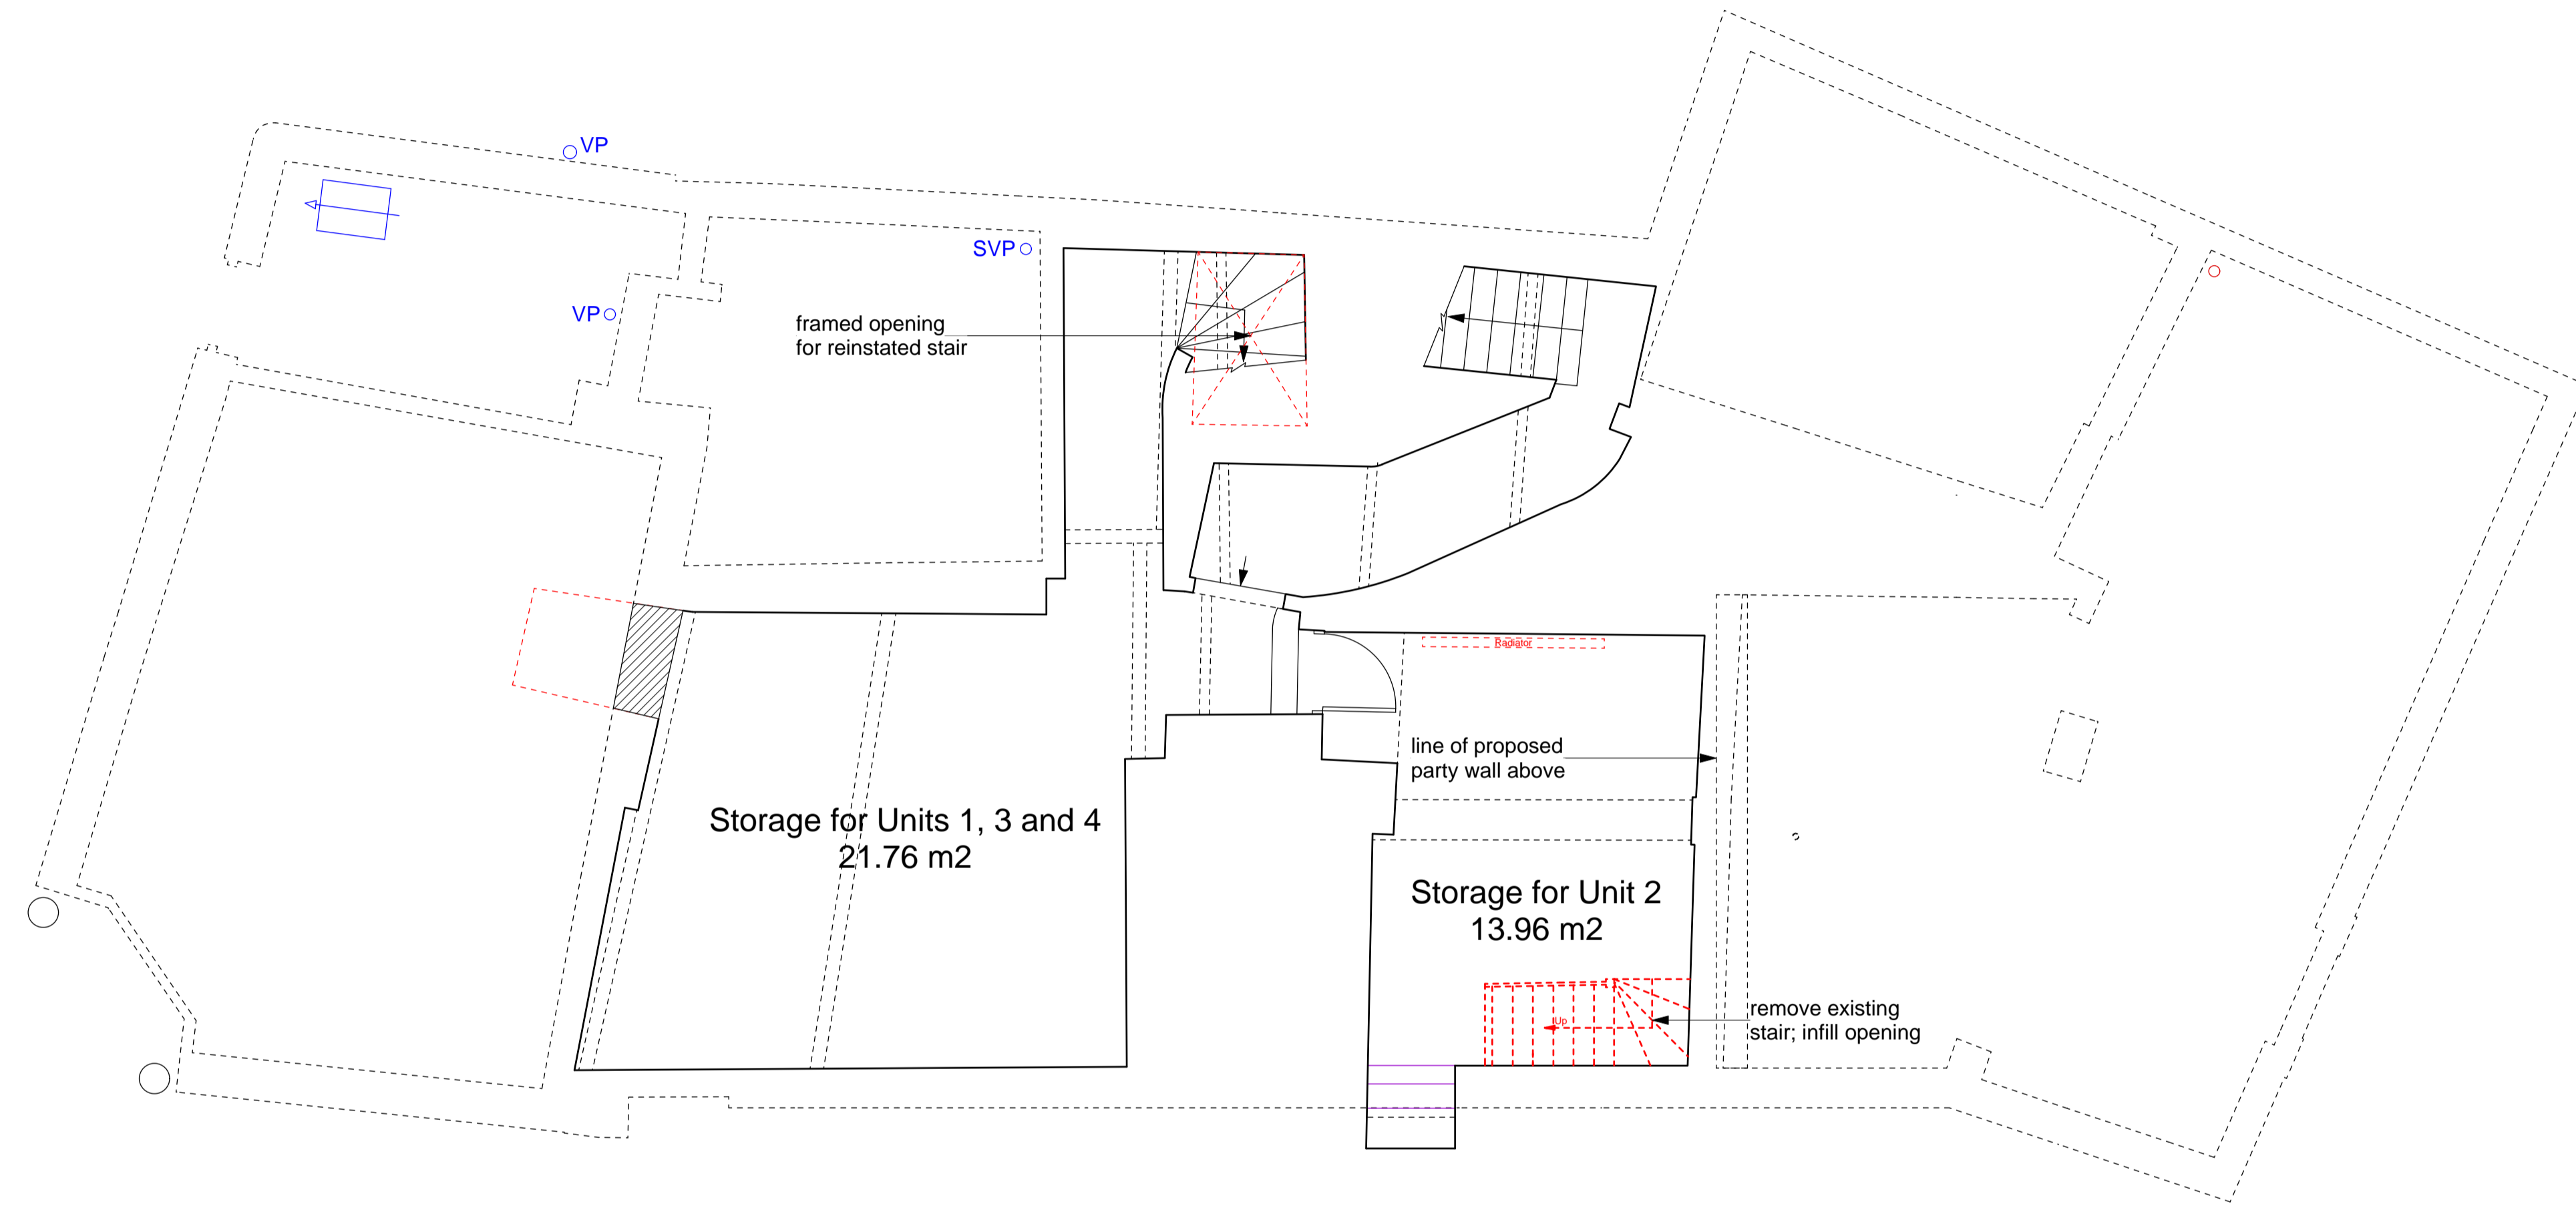 VP
SVP
VP
framed opening
for reinstated stair
Radiator
line of proposed
party wall above
Storage for Units 1, 3 and 4
21.76 m2
Storage for Unit 2
13.96 m2
Up
remove existing
stair; infill opening